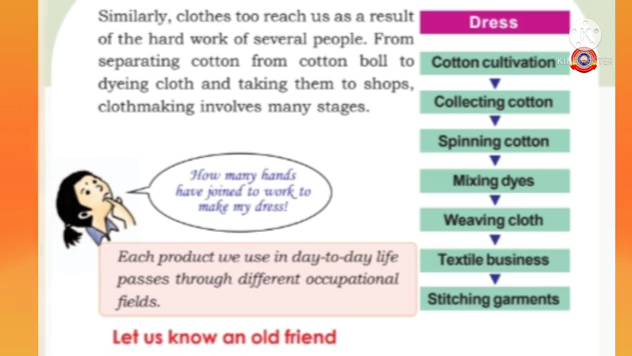 Similarly, clothes too reach us as a result
of the hard work of several people. From
separating cotton from cotton boll to
dyeing cloth and taking them to shops,
clothmaking involves many stages.
How many hands
have joined to work to
make my dress!
Each product we use in day-to-day life
passes through different occupational
fields.
Let us know an old friend
Dress
Cotton cultivation
Collecting cotton
Spinning cotton
Mixing dyes
Weaving cloth
Textile business
Stitching garments